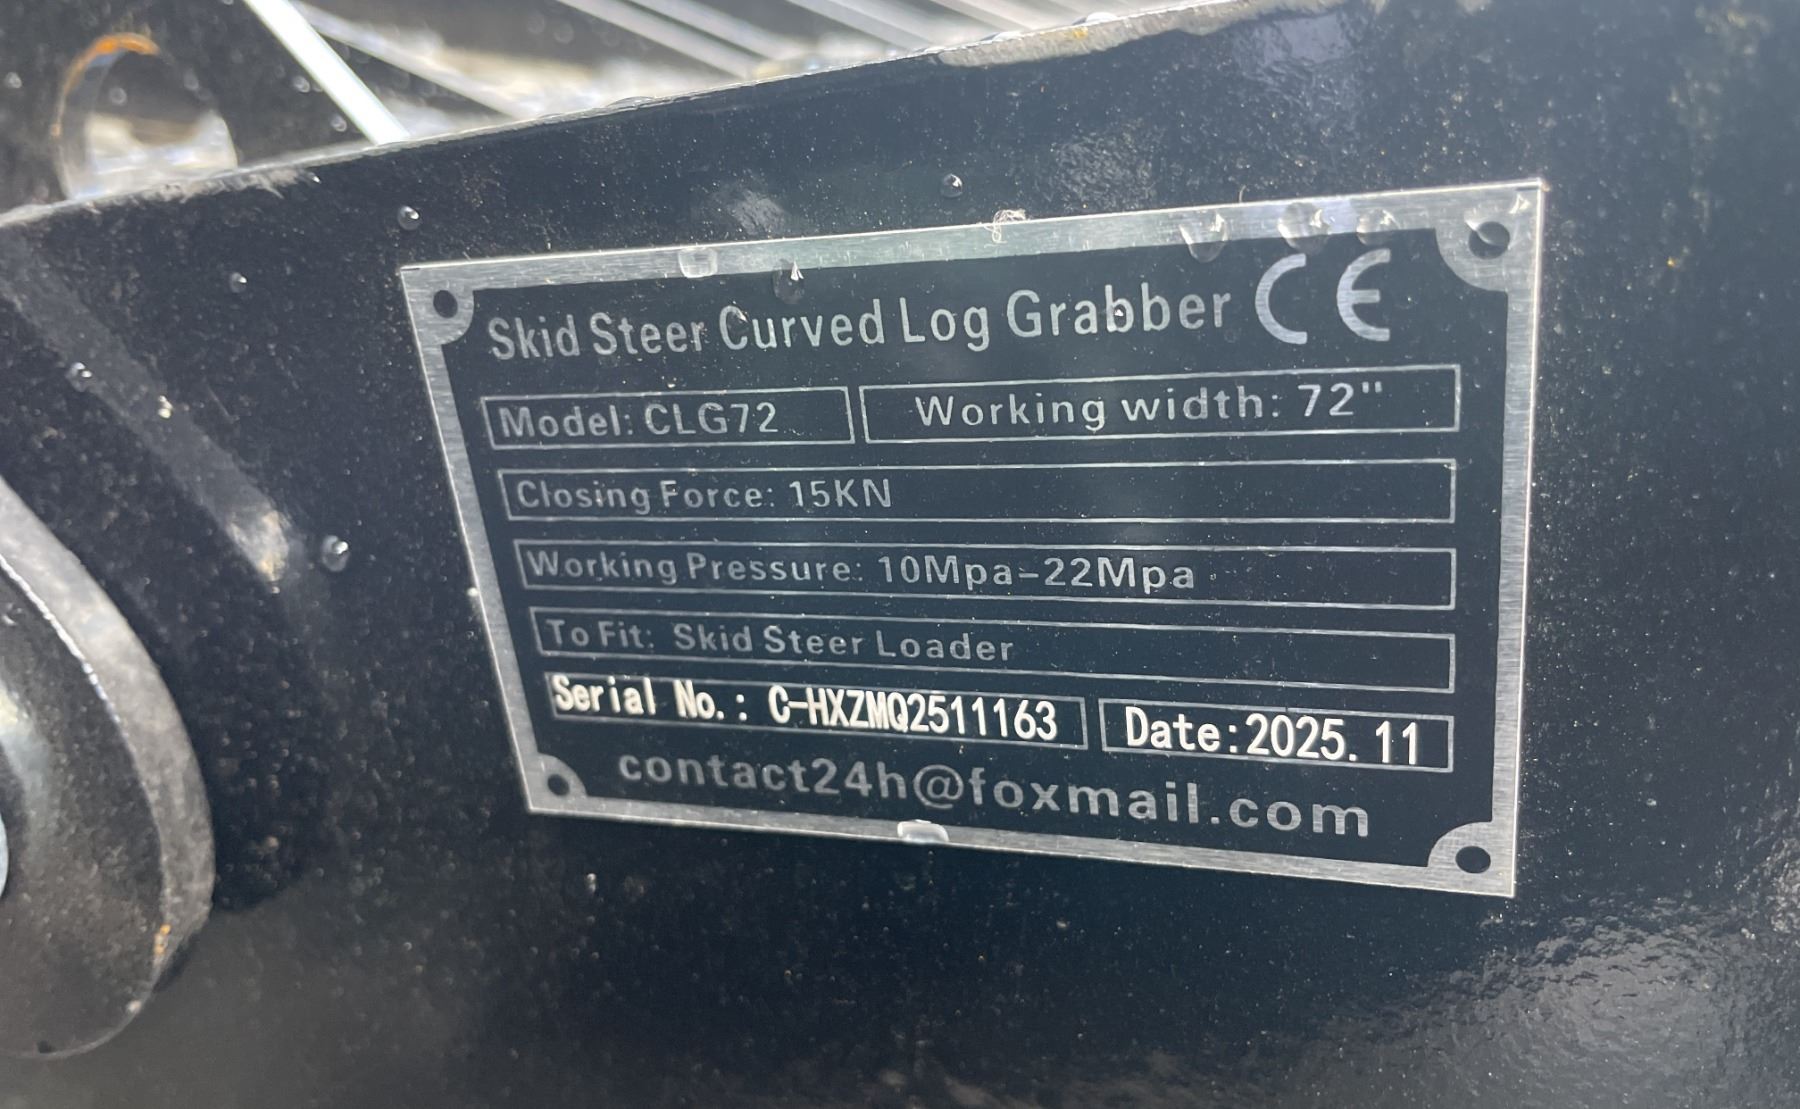 Skid Steer Curved Log Grabber CE
Model: CLG72 Working width: 72"
Closing Force: 15KN
Working Pressure: 10Mpa-22Mpa
To Fit: Skid Steer Loader
Serial No.: C-HXZMQ2511163 Date:2025.11
contact24h@foxmail.com